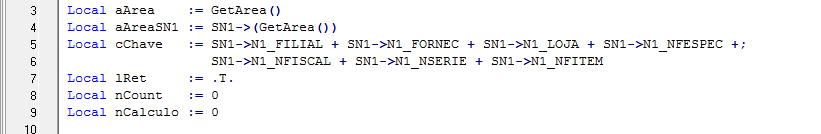 3 Local aArea    := GetArea()
4 Local aAreaSN1 := SN1->(GetArea())
5 Local cChave   := SN1->N1_FILIAL + SN1->N1_FORNEC + SN1->N1_LOJA + SN1->N1_NFESPEC +;
6                   SN1->N1_NFISCAL + SN1->N1_NSERIE + SN1->N1_NFITEM
7 Local lRet     := .T.
8 Local nCount   := 0
9 Local nCalculo := 0
10